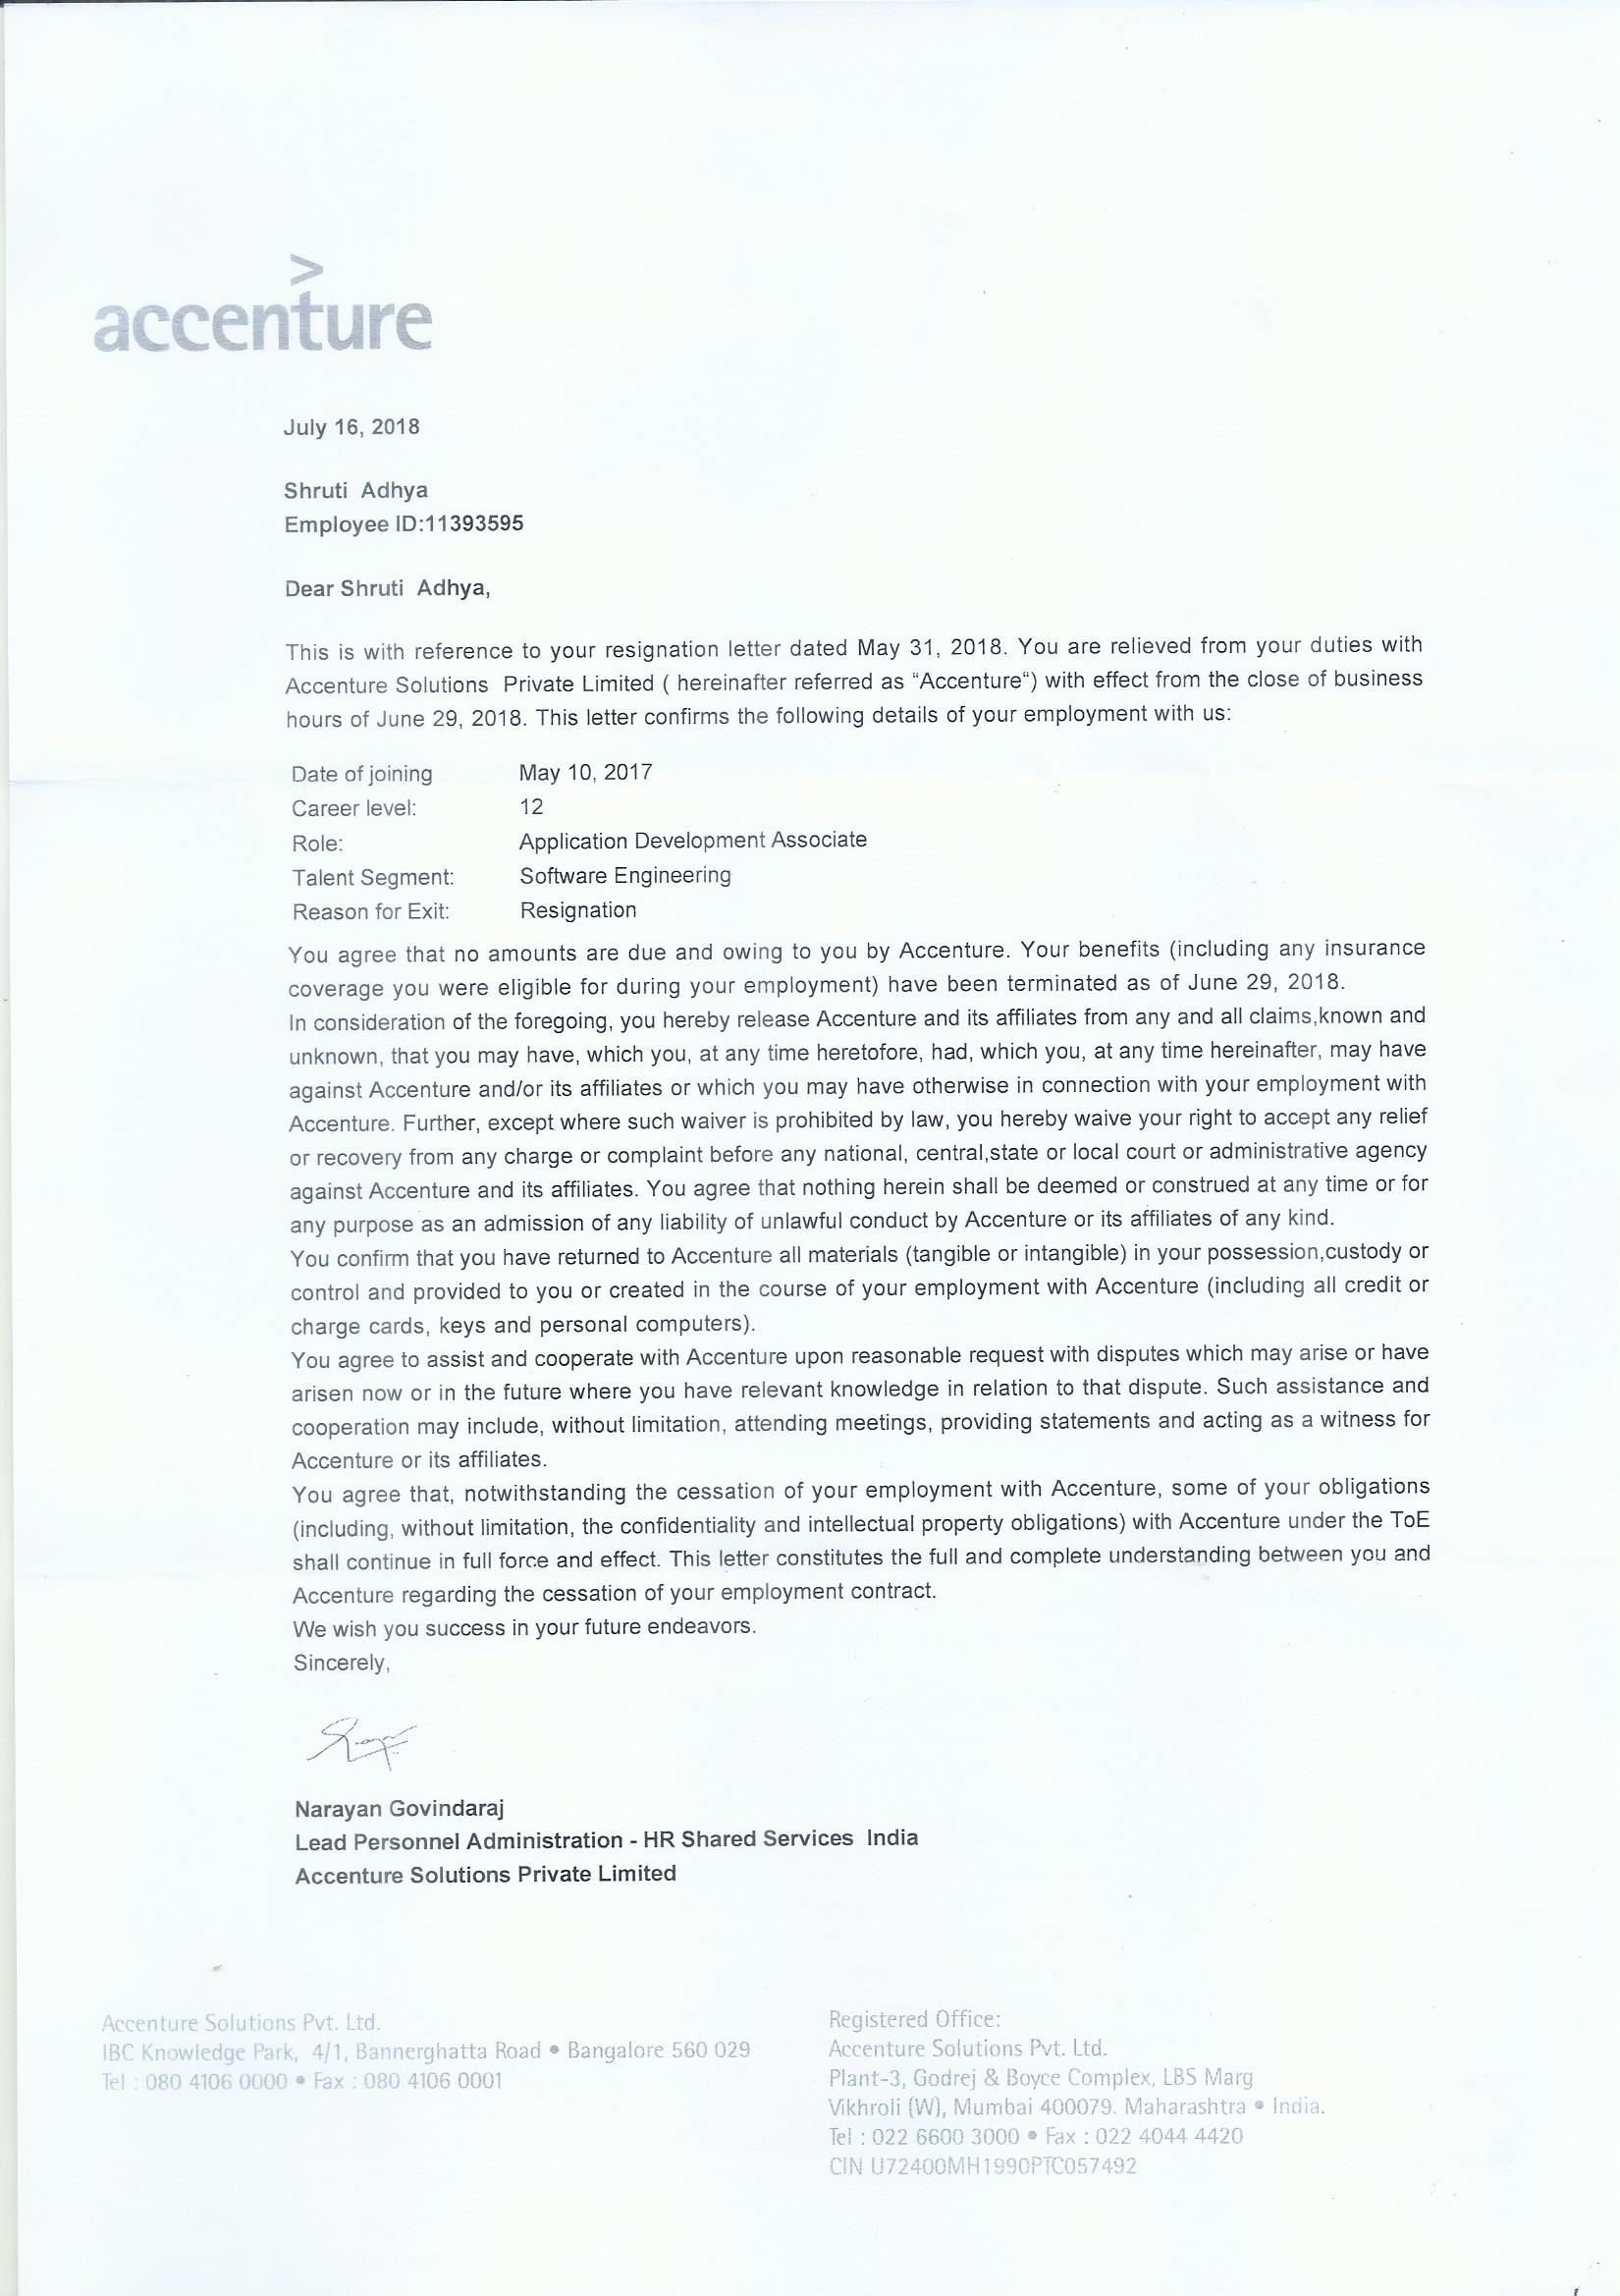 >
accenture
July 16, 2018
Shruti Adhya
Employee ID:11393595
Dear Shruti Adhya,
This is with reference to your resignation letter dated May 31, 2018. You are relieved from your duties with
Accenture Solutions Private Limited ( hereinafter referred as “Accenture“) with effect from the close of business
hours of June 29, 2018. This letter confirms the following details of your employment with us:
Date of joining May 10, 2017
Career level: 12
Role: Application Development Associate
Talent Segment: Software Engineering
Reason for Exit: Resignation
You agree that no amounts are due and owing to you by Accenture. Your benefits (including any insurance
coverage you were eligible for during your employment) have been terminated as of June 29, 2018.
In consideration of the foregoing, you hereby release Accenture and its affiliates from any and all claims,known and
unknown, that you may have, which you, at any time heretofore, had, which you, at any time hereinafter, may have
against Accenture and/or its affiliates or which you may have otherwise in connection with your employment with
Accenture. Further, except where such waiver is prohibited by law, you hereby waive your right to accept any relief
or recovery from any charge or complaint before any national, central,state or local court or administrative agency
against Accenture and its affiliates. You agree that nothing herein shall be deemed or construed at any time or for
any purpose as an admission of any liability of unlawful conduct by Accenture or its affiliates of any kind.
You confirm that you have returned to Accenture all materials (tangible or intangible) in your possession,custody or
control and provided to you or created in the course of your employment with Accenture (including all credit or
charge cards, keys and personal computers).
You agree to assist and cooperate with Accenture upon reasonable request with disputes which may arise or have
arisen now or in the future where you have relevant knowledge in relation to that dispute. Such assistance and
cooperation may include, without limitation, attending meetings, providing statements and acting as a witness for
Accenture or its affiliates.
You agree that, notwithstanding the cessation of your employment with Accenture, some of your obligations
(including, without limitation, the confidentiality and intellectual property obligations) with Accenture under the ToE
shall continue in full force and effect. This letter constitutes the full and complete understanding between you and
Accenture regarding the cessation of your employment contract.
We wish you success in your future endeavors.
Sincerely,
Narayan Govindaraj
Lead Personnel Administration - HR Shared Services India
Accenture Solutions Private Limited
Accenture Solutions Pvt. Ltd.
IBC Knowledge Park, 4/1, Bannerghatta Road • Bangalore 560 029
Tel : 080 4106 0000 • Fax : 080 4106 0001
Registered Office:
Accenture Solutions Pvt. Ltd.
Plant-3, Godrej & Boyce Complex, LBS Marg
Vikhroli (W), Mumbai 400079. Maharashtra • India.
Tel : 022 6600 3000 • Fax : 022 4044 4420
CIN U72400MH1990PTC057492